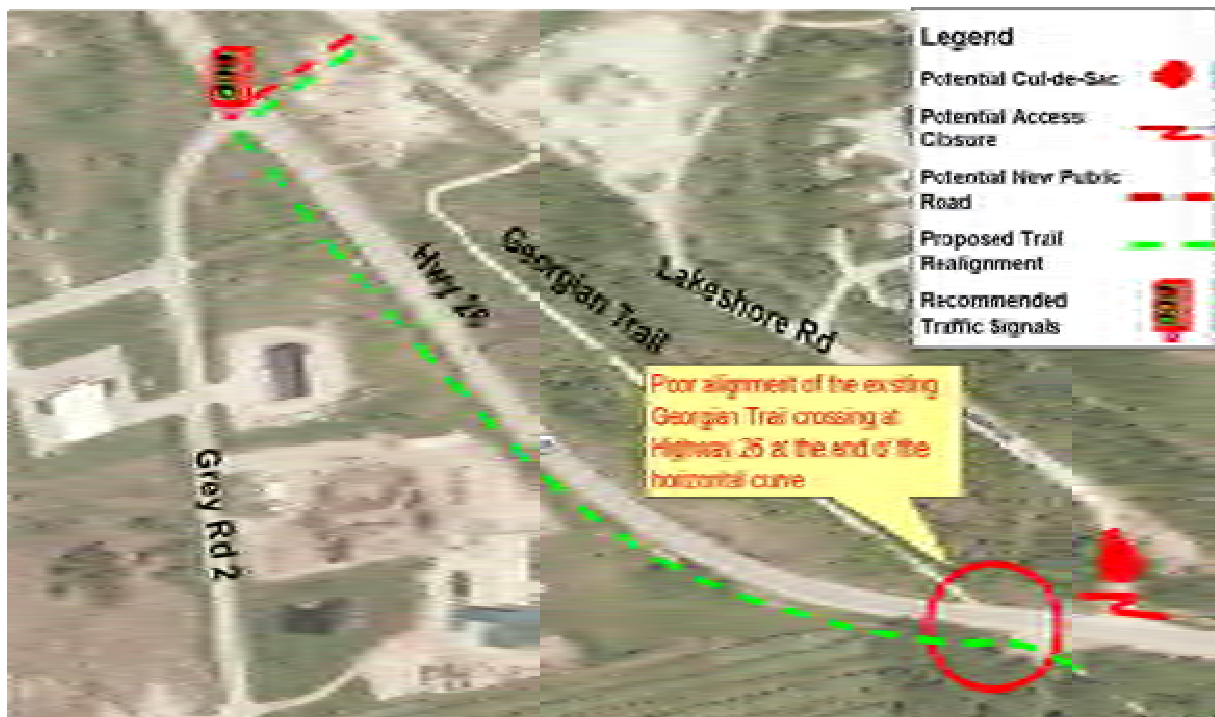 Legend
Potential Cul-de-Sac
Potential Access
Closure
Potential New Public
Road
Proposed Trail
Realignment
Recommended
Traffic Signals
Hwy 26
Georgian Trail
Lakeshore Rd
Poor alignment of the existing
Georgian Trail crossing at
Highway 26 at the end of the
horizontal curve
Grey Rd 2